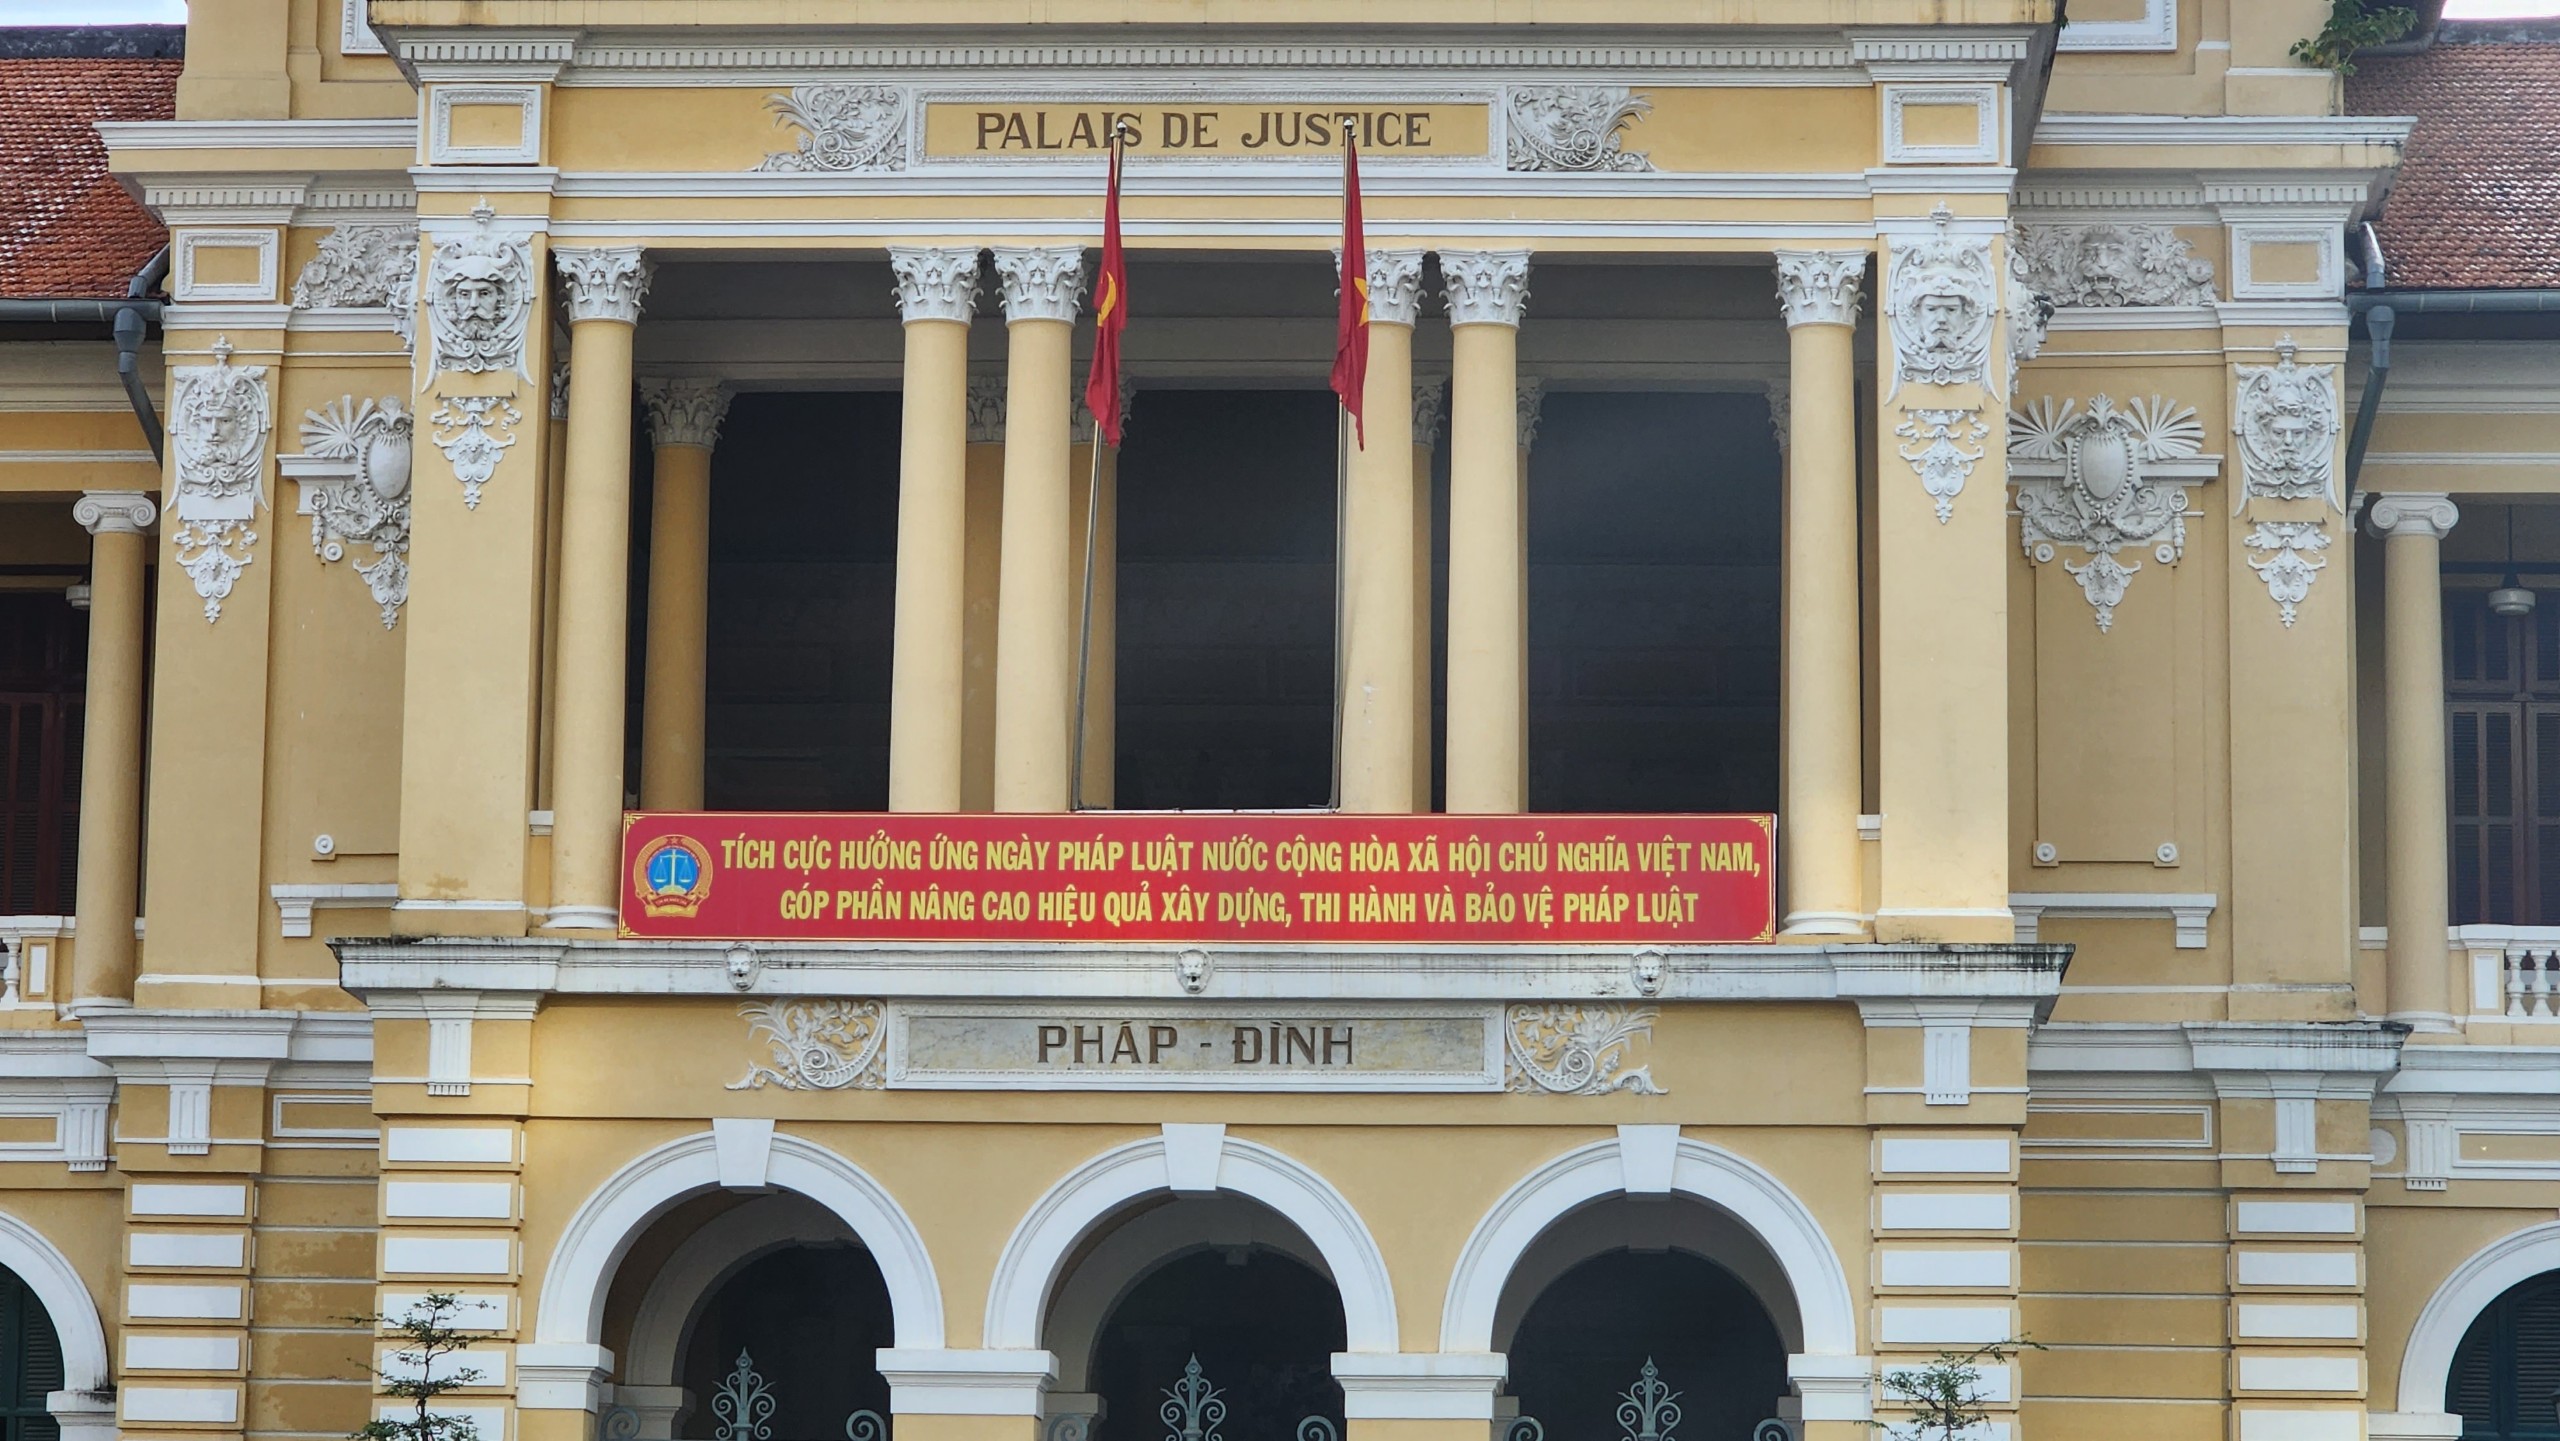 PALAIS DE JUSTICE
TÍCH CỰC HƯỞNG ỨNG NGÀY PHÁP LUẬT NƯỚC CỘNG HÒA XÃ HỘI CHỦ NGHĨA VIỆT NAM,
GÓP PHẦN NÂNG CAO HIỆU QUẢ XÂY DỰNG, THI HÀNH VÀ BẢO VỆ PHÁP LUẬT
PHÁP - ĐÌNH